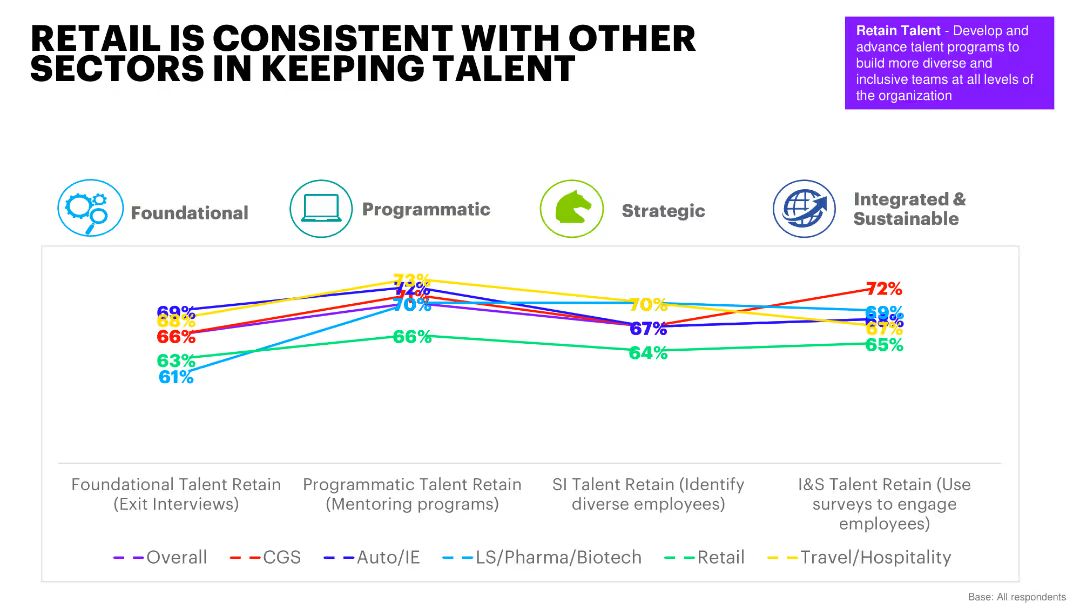 RETAIL IS CONSISTENT WITH OTHER
SECTORS IN KEEPING TALENT
Retain Talent - Develop and
advance talent programs to
build more diverse and
inclusive teams at all levels of
the organization
Foundational
Programmatic
Strategic
Integrated &
Sustainable
69%
68%
66%
63%
61%
73%
72%
71%
70%
66%
70%
67%
64%
72%
69%
68%
67%
65%
Foundational Talent Retain
(Exit Interviews)
Programmatic Talent Retain
(Mentoring programs)
SI Talent Retain (Identify
diverse employees)
I&S Talent Retain (Use
surveys to engage
employees)
Overall
CGS
Auto/IE
LS/Pharma/Biotech
Retail
Travel/Hospitality
Base: All respondents